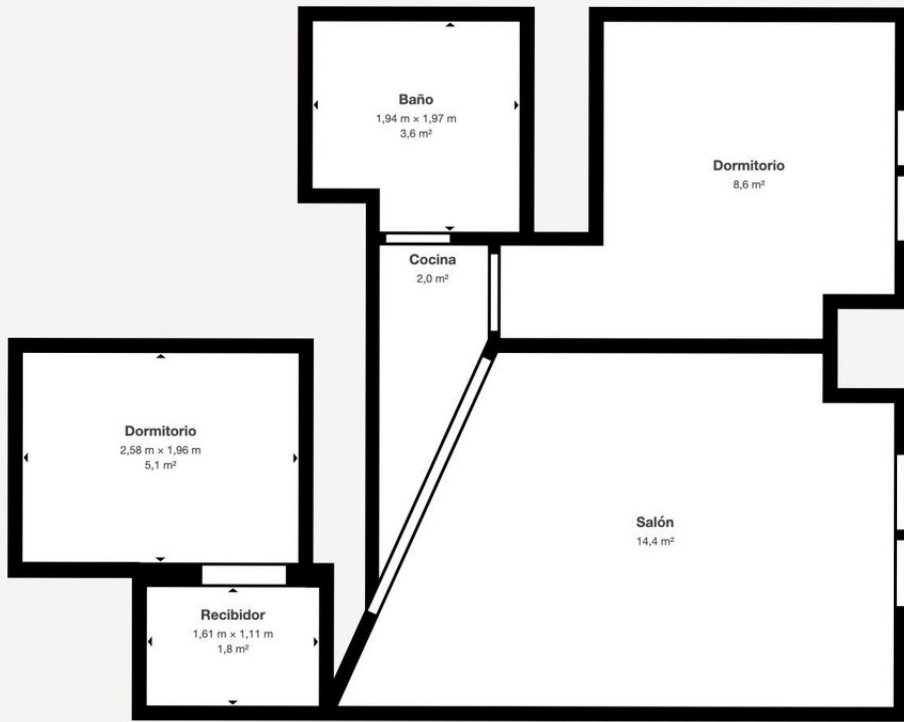 Baño
1,94 m × 1,97 m
3,6 m²
Dormitorio
8,6 m²
Cocina
2,0 m²
Dormitorio
2,58 m × 1,96 m
5,1 m²
Salón
14,4 m²
Recibidor
1,61 m × 1,11 m
1,8 m²